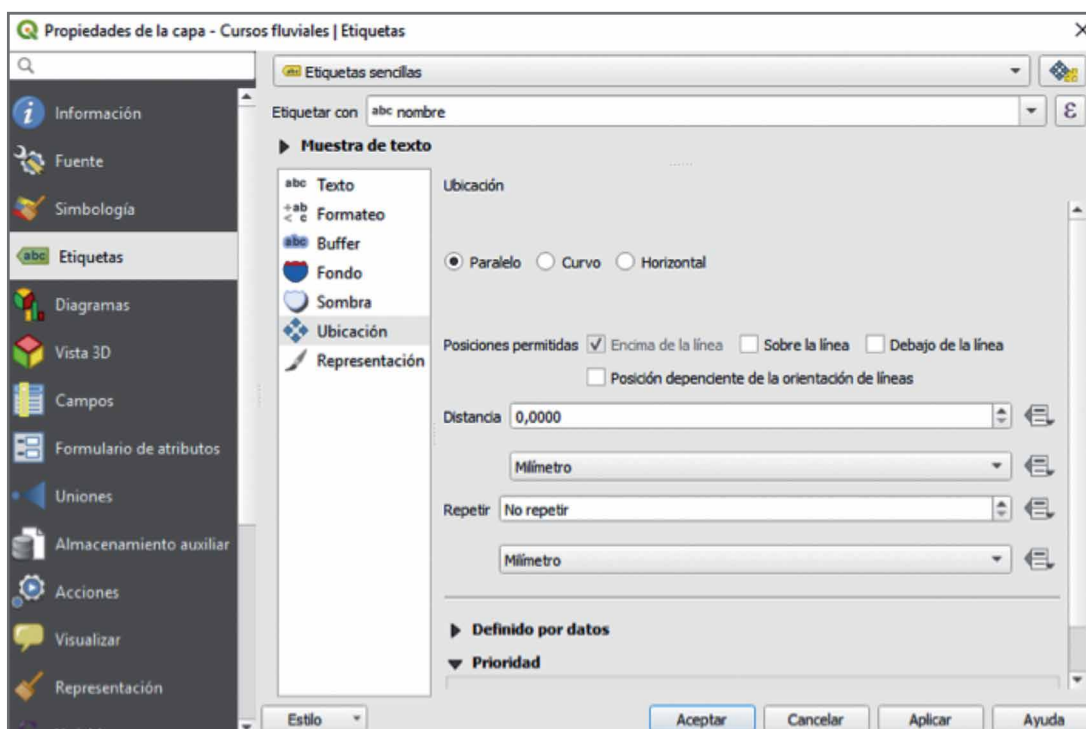 Propiedades de la capa - Cursos fluviales | Etiquetas
Información
Fuente
Simbología
abc Etiquetas
Diagramas
Vista 3D
Campos
Formulario de atributos
Uniones
Almacenamiento auxiliar
Acciones
Visualizar
Representación
abc Etiquetas sencillas
Etiquetar con abc nombre ε
Muestra de texto
abc Texto
+ab < c Formateo
abc Buffer
Fondo
Sombra
Ubicación
Representación
Ubicación
Paralelo Curvo Horizontal
Posiciones permitidas Encima de la línea Sobre la línea Debajo de la línea
Posición dependiente de la orientación de líneas
Distancia 0,0000
Milímetro
Repetir No repetir
Milímetro
Definido por datos
Prioridad
Estilo Aceptar Cancelar Aplicar Ayuda